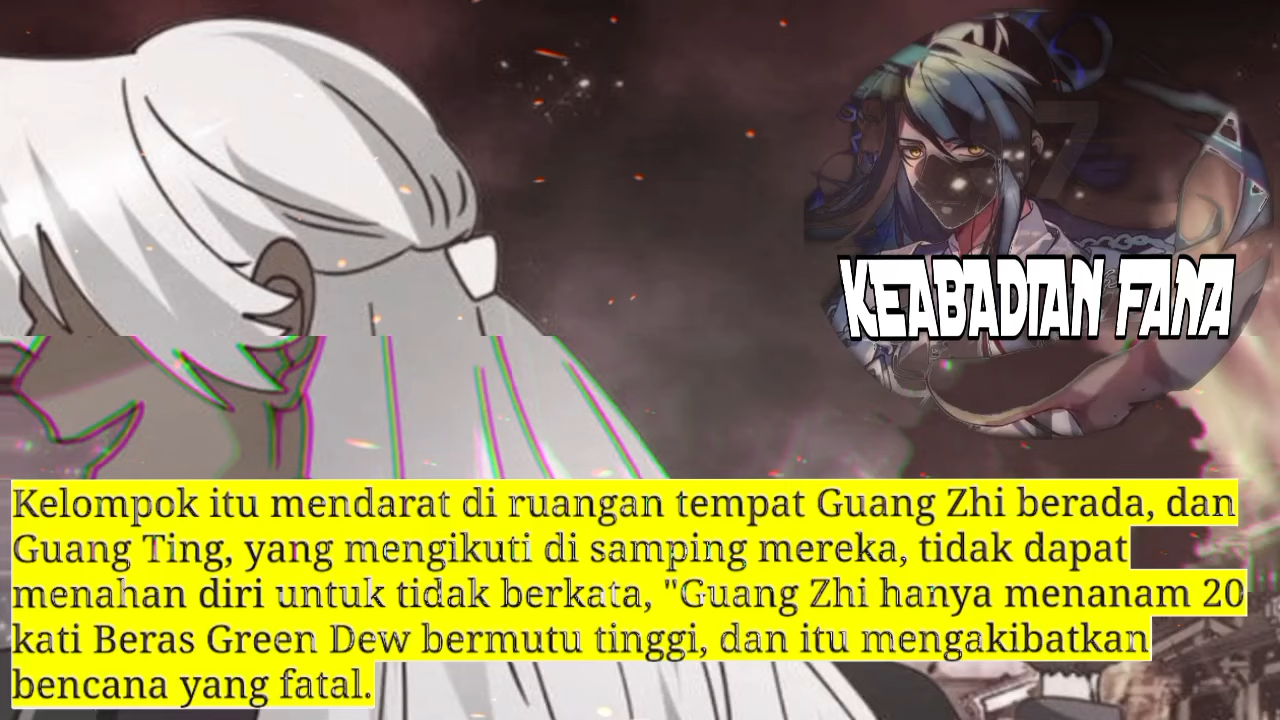 KEABADIAN FANA
Kelompok itu mendarat di ruangan tempat Guang Zhi berada, dan
Guang Ting, yang mengikuti di samping mereka, tidak dapat
menahan diri untuk tidak berkata, "Guang Zhi hanya menanam 20
kati Beras Green Dew bermutu tinggi, dan itu mengakibatkan
bencana yang fatal.